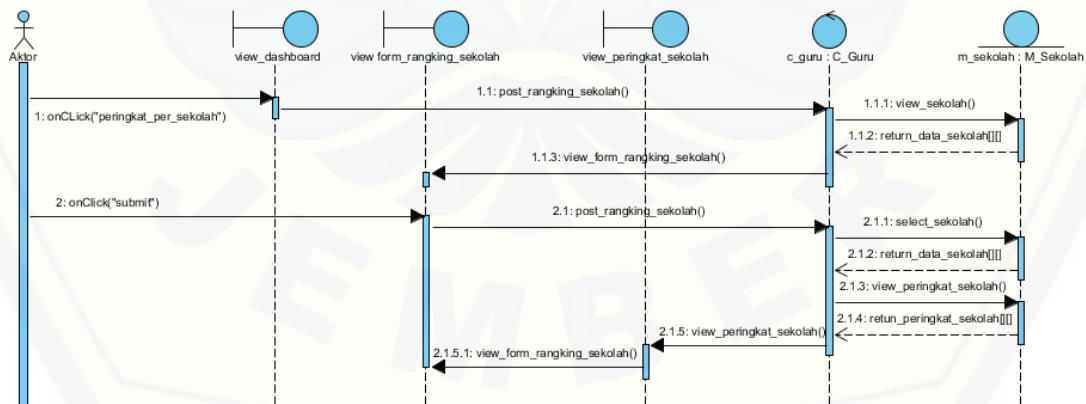 Aktor
view_dashboard
view form_rangking_sekolah
view_peringkat_sekolah
c_guru : C_Guru
m_sekolah : M_Sekolah
1: onCLick("peringkat_per_sekolah")
1.1: post_rangking_sekolah()
1.1.1: view_sekolah()
1.1.2: return_data_sekolah[][]
1.1.3: view_form_rangking_sekolah()
2: onClick("submit")
2.1: post_rangking_sekolah()
2.1.1: select_sekolah()
2.1.2: return_data_sekolah[][]
2.1.3: view_peringkat_sekolah()
2.1.4: retun_peringkat_sekolah[][]
2.1.5: view_peringkat_sekolah()
2.1.5.1: view_form_rangking_sekolah()
JEMBER